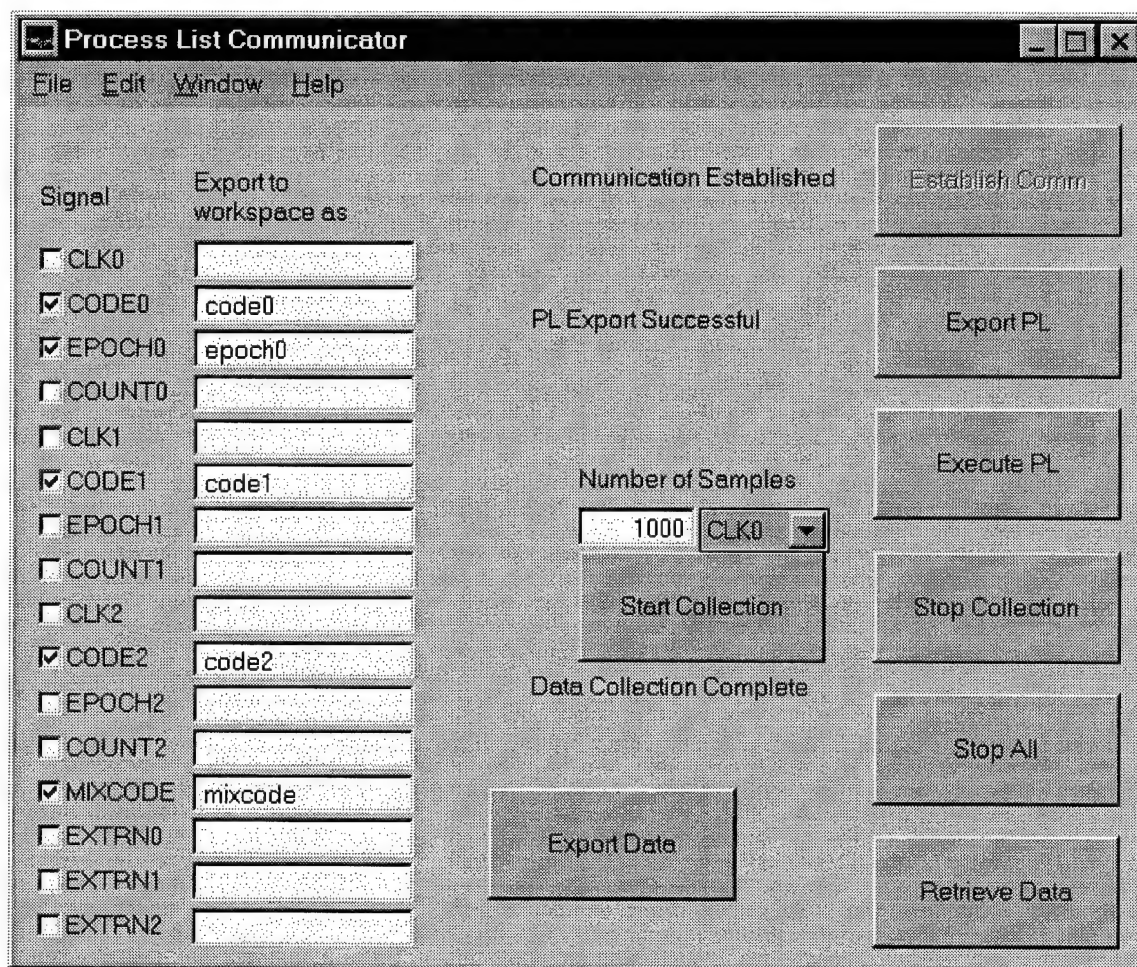 Process List Communicator
File Edit Window Help
Signal
Export to
workspace as
CLK0
CODE0 code0
EPOCH0 epoch0
COUNT0
CLK1
CODE1 code1
EPOCH1
COUNT1
CLK2
CODE2 code2
EPOCH2
COUNT2
MIXCODE mixcode
EXTRN0
EXTRN1
EXTRN2
Communication Established
PL Export Successful
Number of Samples
1000 CLK0
Start Collection
Data Collection Complete
Export Data
Establish Comm
Export PL
Execute PL
Stop Collection
Stop All
Retrieve Data